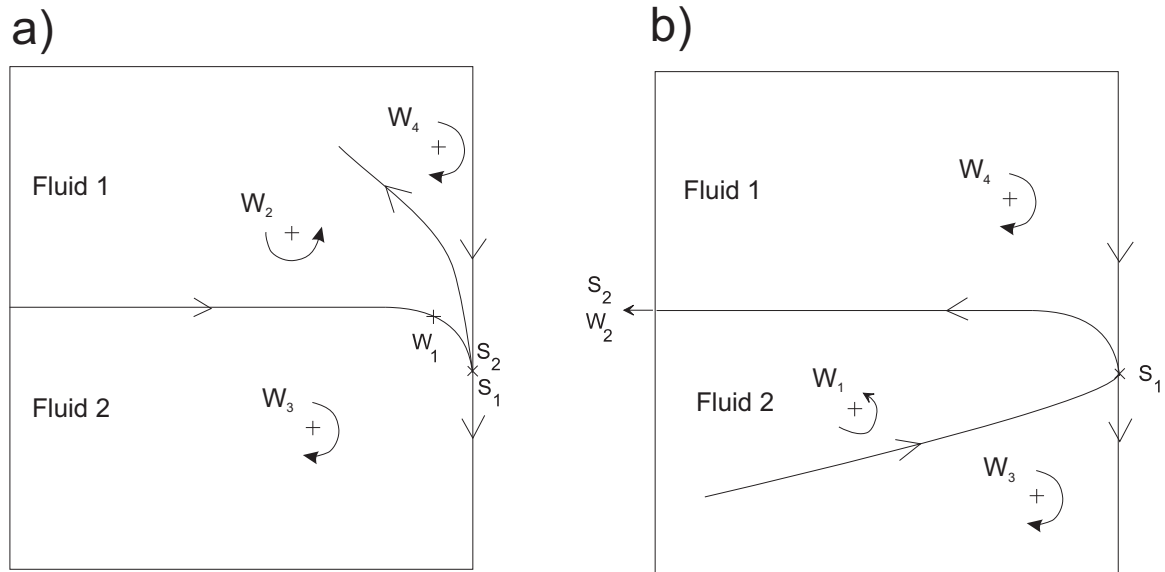 a)
W₄
Fluid 1
W₂
W₁
S₂
S₁
W₃
Fluid 2
b)
W₄
Fluid 1
S₂
W₂
S₁
W₁
Fluid 2
W₃